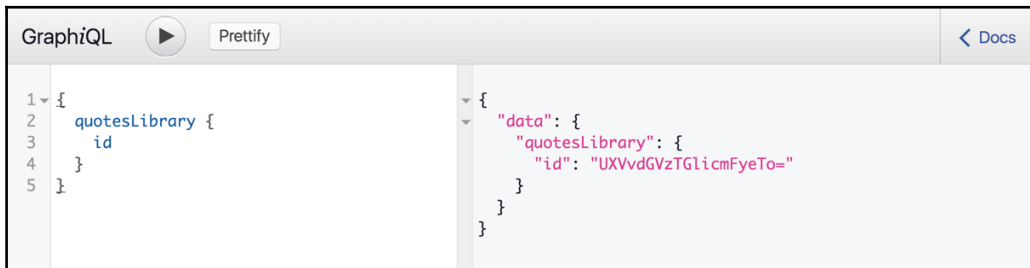 GraphiQL Prettify < Docs
1 {
2 quotesLibrary {
3 id
4 }
5 }
{
"data": {
"quotesLibrary": {
"id": "UXVvdGVzTGlicmFyeTo="
}
}
}